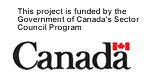 This project is funded by the
Government of Canada's Sector
Council Program
Canada